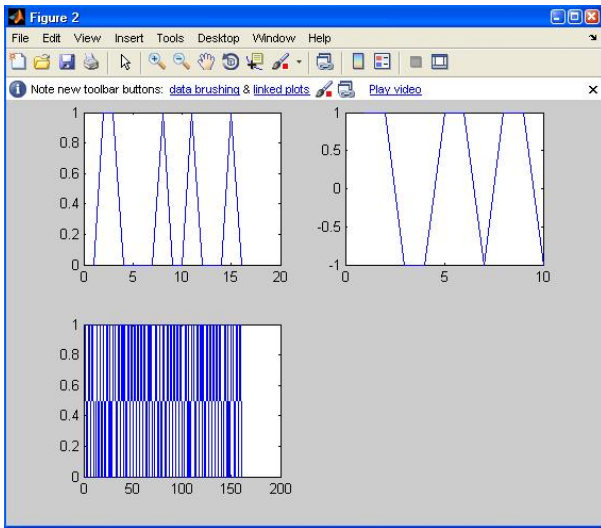 Figure 2
File Edit View Insert Tools Desktop Window Help
Note new toolbar buttons: data brushing & linked plots Play video
1
0.8
0.6
0.4
0.2
0
0 5 10 15 20
1
0.5
0
-0.5
-1
0 5 10
1
0.8
0.6
0.4
0.2
0
0 50 100 150 200